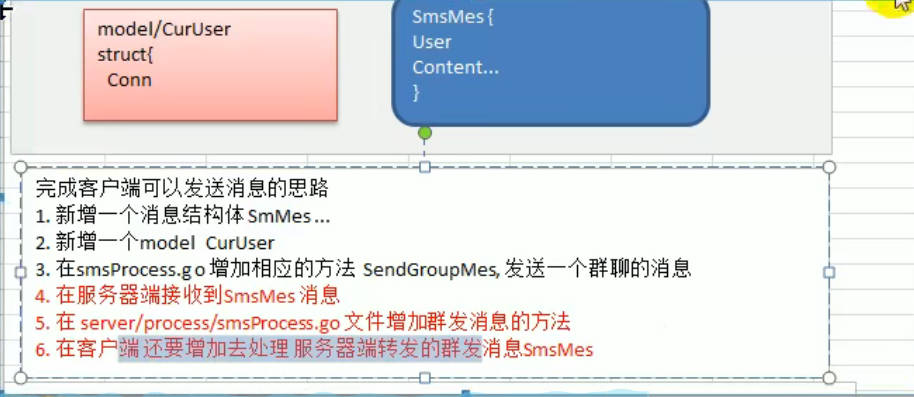 model/CurUser
struct{
Conn
SmsMes {
User
Content...
}
完成客户端可以发送消息的思路
1. 新增一个消息结构体 SmMes ...
2. 新增一个model CurUser
3. 在smsProcess.go 增加相应的方法 SendGroupMes, 发送一个群聊的消息
4. 在服务器端接收到SmsMes 消息
5. 在 server/process/smsProcess.go 文件增加群发消息的方法
6. 在客户端 还要增加去处理 服务器端转发的群发消息SmsMes